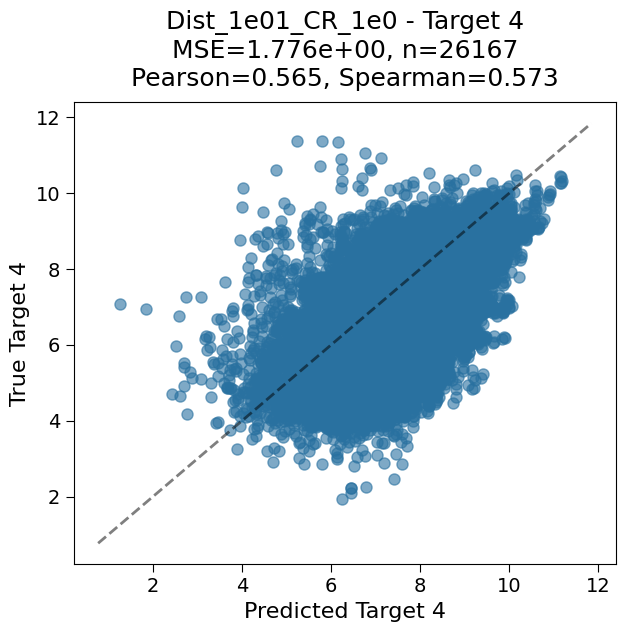 Dist_1e01_CR_1e0 - Target 4
MSE=1.776e+00, n=26167
Pearson=0.565, Spearman=0.573
12
10
8
6
4
2
True Target 4
2 4 6 8 10 12
Predicted Target 4